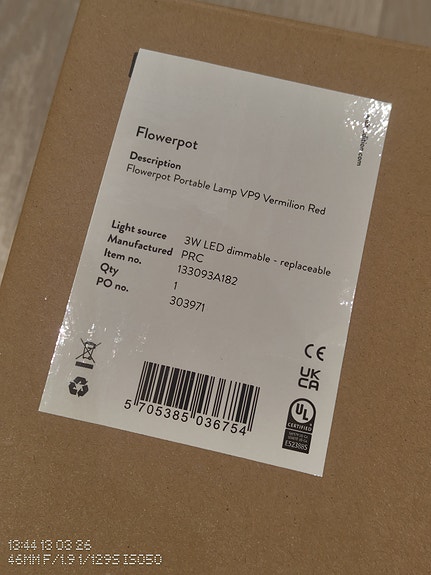 Flowerpot
Description
Flowerpot Portable Lamp VP9 Vermilion Red
Light source 3W LED dimmable - replaceable
Manufactured PRC
Item no. 133093A182
Qty 1
PO no. 303971
CE
UK
CA
UL
CERTIFIED
5 705385 036754
13:44 13 03 26
46MM F/1.9 1/129S ISO50